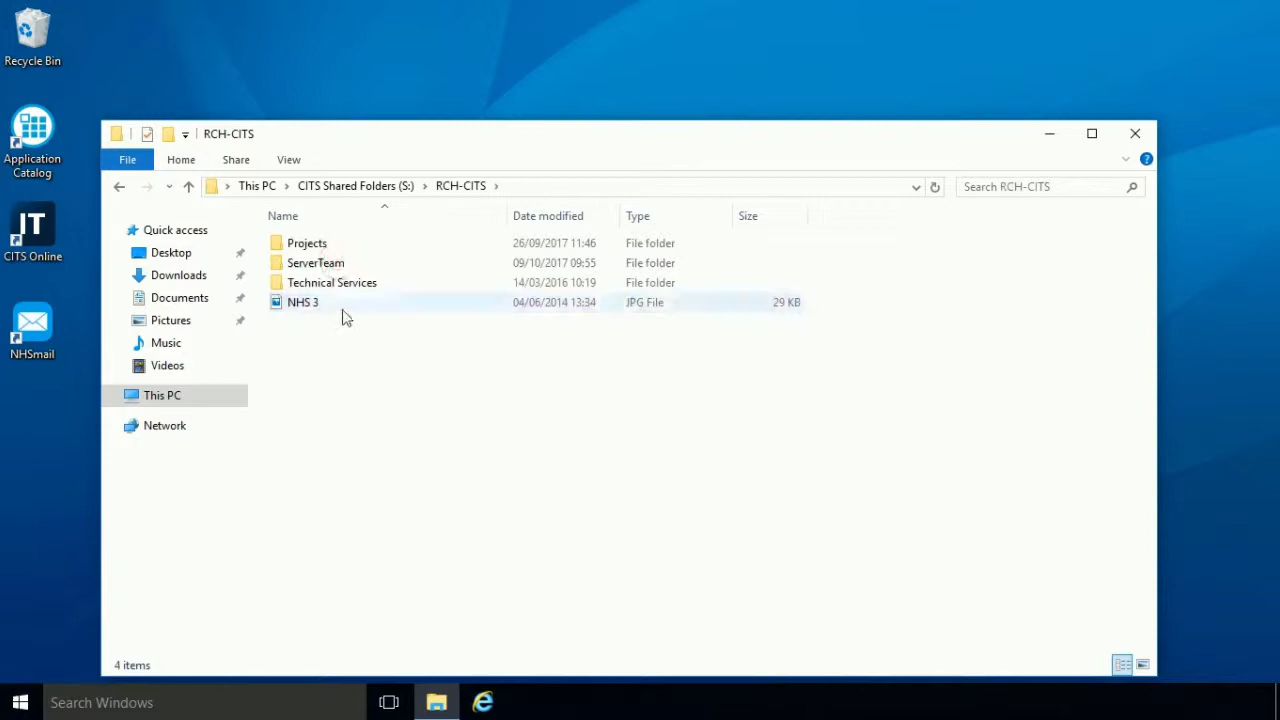 Recycle Bin
Application
Catalog
IT
CITS Online
NHSmail
RCH-CITS
File Home Share View
This PC CITS Shared Folders (S:) RCH-CITS
Search RCH-CITS
Name Date modified Type Size
Quick access
Desktop
Downloads
Documents
Pictures
Music
Videos
This PC
Network
Projects 26/09/2017 11:46 File folder
ServerTeam 09/10/2017 09:55 File folder
Technical Services 14/03/2016 10:19 File folder
NHS 3 04/06/2014 13:34 JPG File 29 KB
4 items
Search Windows